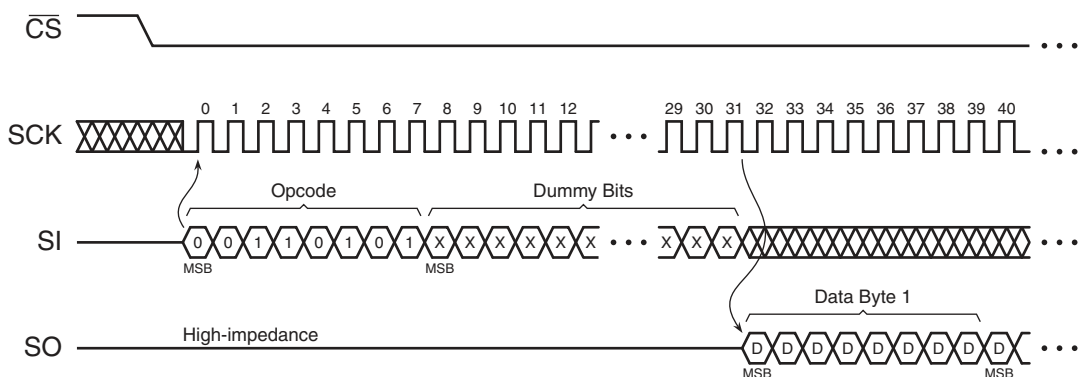 CS
SCK
0 1 2 3 4 5 6 7 8 9 10 11 12 29 30 31 32 33 34 35 36 37 38 39 40
Opcode Dummy Bits
SI
0 0 1 1 0 1 0 1 X X X X X X X X X
MSB MSB
Data Byte 1
SO
High-impedance
D D D D D D D D D
MSB MSB